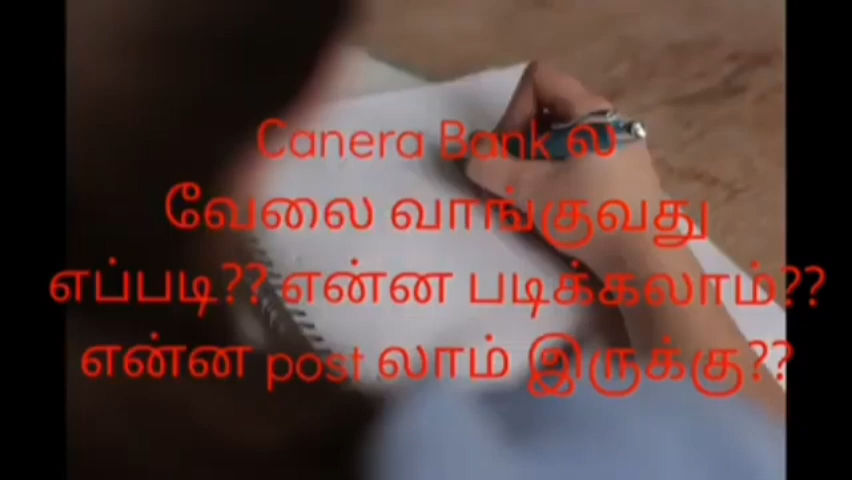 Canera Bank ல
வேலை வாங்குவது
எப்படி?? என்ன படிக்கலாம்??
என்ன post லாம் இருக்கு??